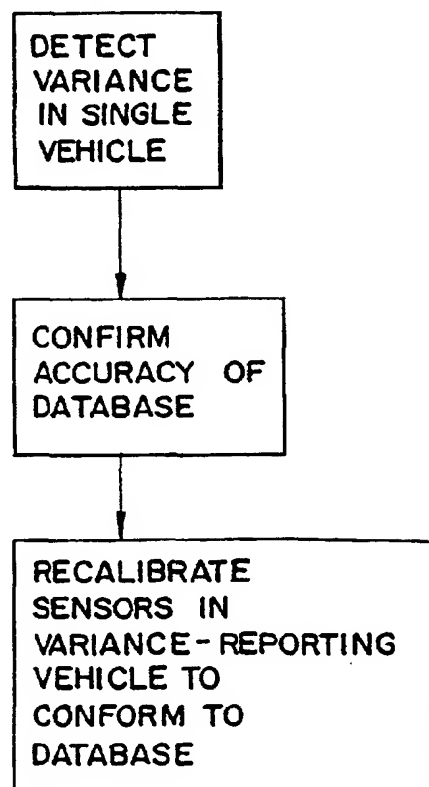 DETECT
VARIANCE
IN SINGLE
VEHICLE
CONFIRM
ACCURACY OF
DATABASE
RECALIBRATE
SENSORS IN
VARIANCE-REPORTING
VEHICLE TO
CONFORM TO
DATABASE